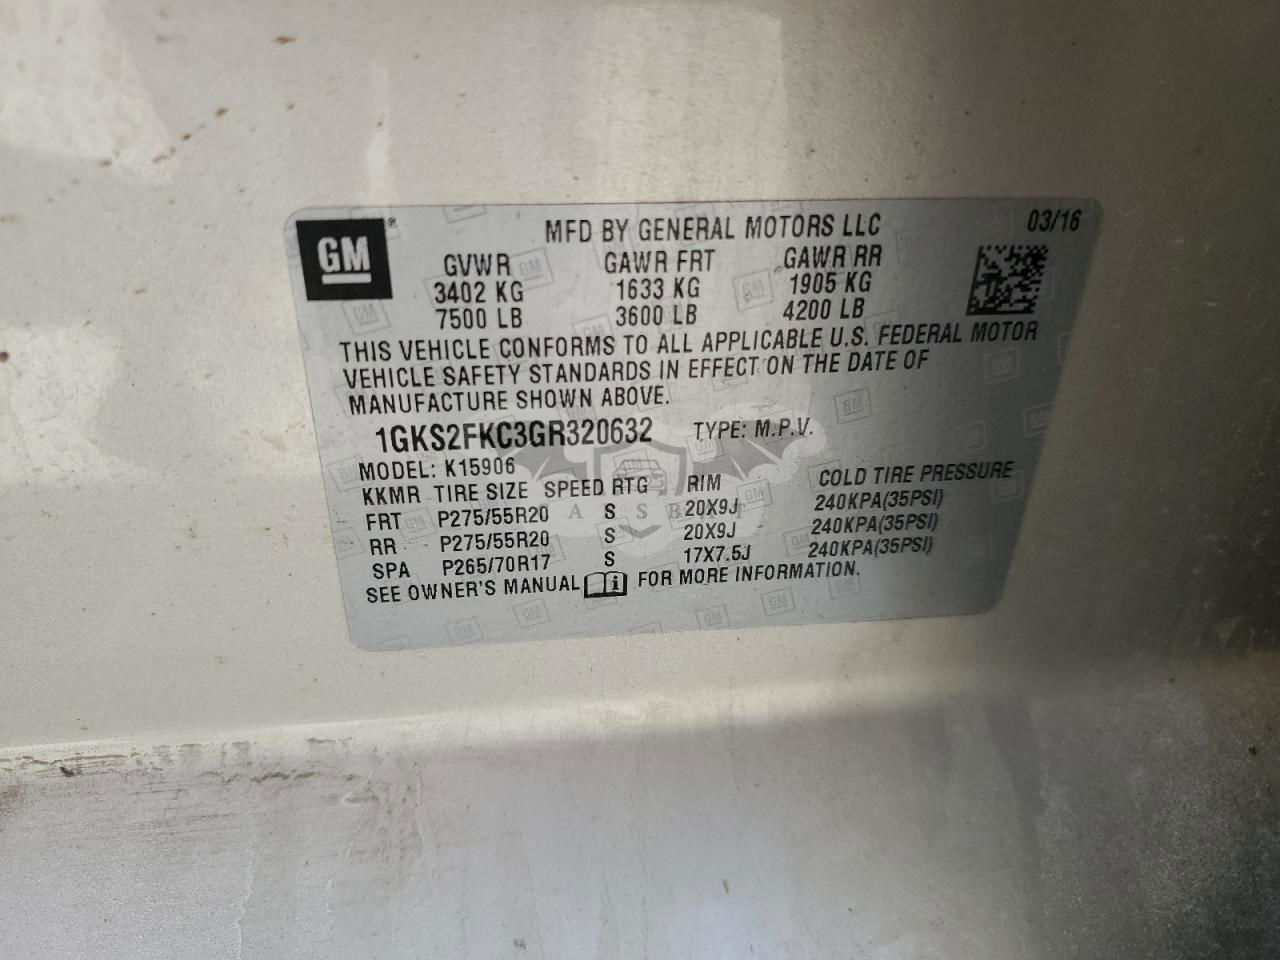 GM ® MFD BY GENERAL MOTORS LLC 03/16
GVWR GAWR FRT GAWR RR
3402 KG 1633 KG 1905 KG
7500 LB 3600 LB 4200 LB
THIS VEHICLE CONFORMS TO ALL APPLICABLE U.S. FEDERAL MOTOR
VEHICLE SAFETY STANDARDS IN EFFECT ON THE DATE OF
MANUFACTURE SHOWN ABOVE.
1GKS2FKC3GR320632 TYPE: M.P.V.
MODEL: K15906
KKMR TIRE SIZE SPEED RTG RIM COLD TIRE PRESSURE
FRT P275/55R20 S 20X9J 240KPA(35PSI)
RR P275/55R20 S 20X9J 240KPA(35PSI)
SPA P265/70R17 S 17X7.5J 240KPA(35PSI)
SEE OWNER'S MANUAL i FOR MORE INFORMATION.